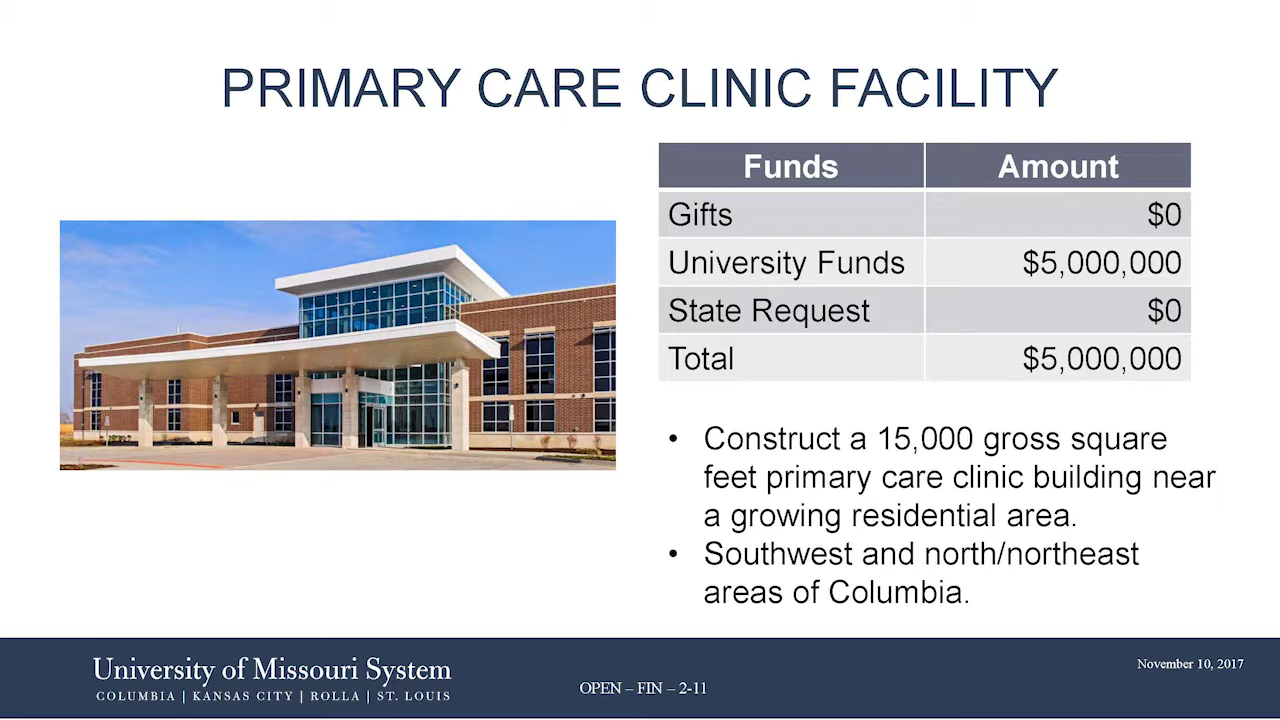 PRIMARY CARE CLINIC FACILITY
Funds Amount
Gifts $0
University Funds $5,000,000
State Request $0
Total $5,000,000
• Construct a 15,000 gross square
feet primary care clinic building near
a growing residential area.
• Southwest and north/northeast
areas of Columbia.
University of Missouri System
COLUMBIA | KANSAS CITY | ROLLA | ST. LOUIS
OPEN – FIN – 2-11
November 10, 2017